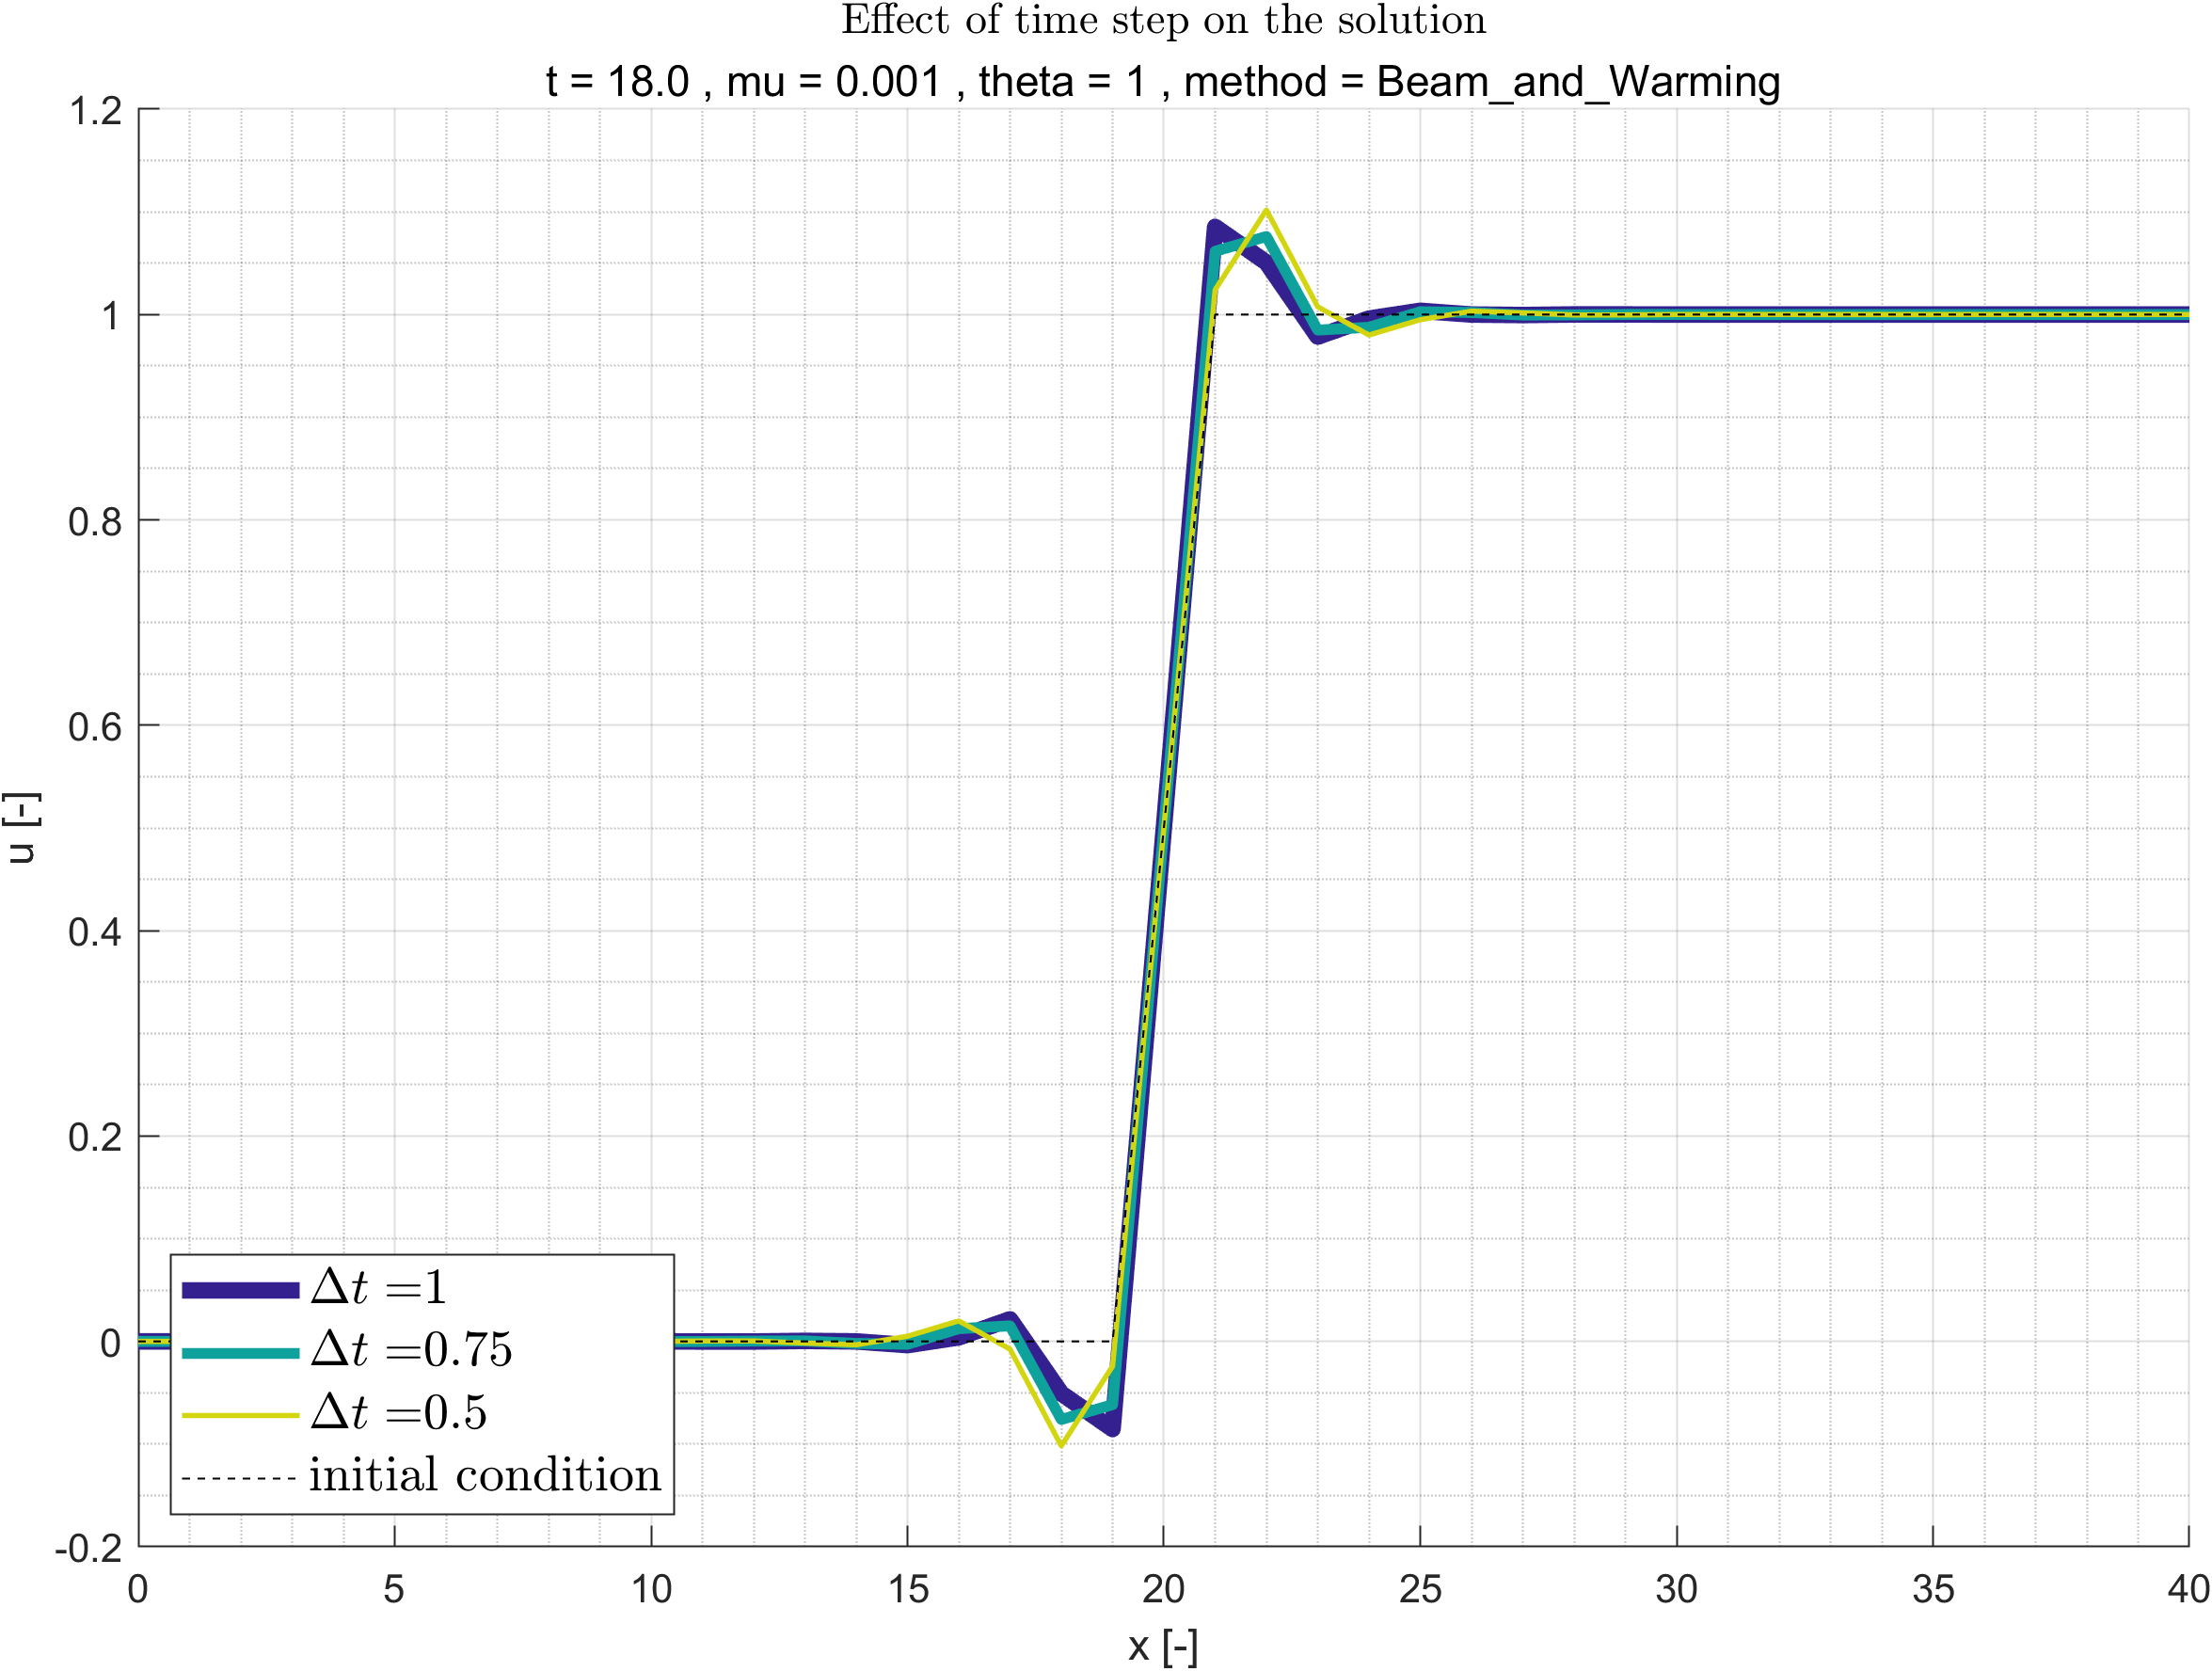 Effect of time step on the solution
t = 18.0 , mu = 0.001 , theta = 1 , method = Beam_and_Warming
1.2
1
0.8
0.6
0.4
0.2
0
-0.2
u [-]
Δt =1
Δt =0.75
Δt =0.5
initial condition
0 5 10 15 20 25 30 35 40
x [-]